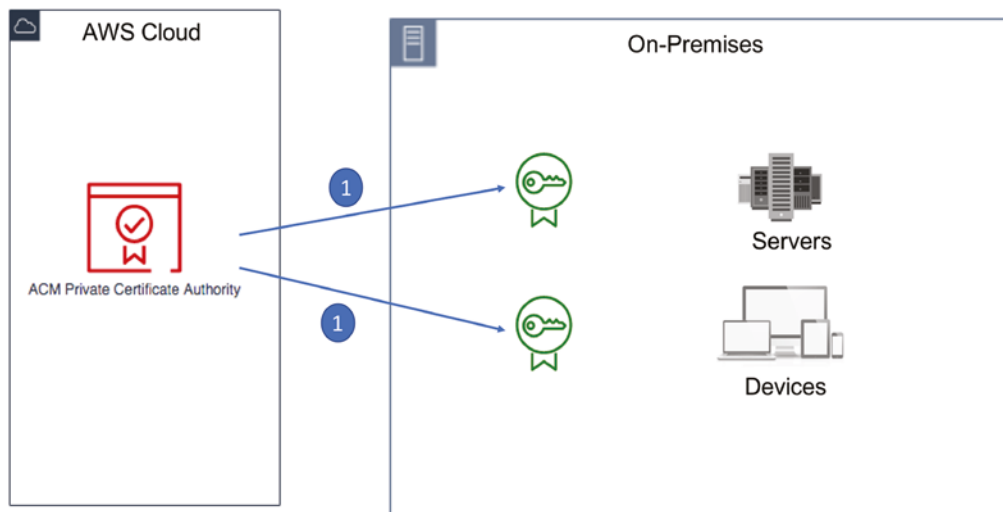 AWS Cloud
On-Premises
1
Servers
ACM Private Certificate Authority
1
Devices